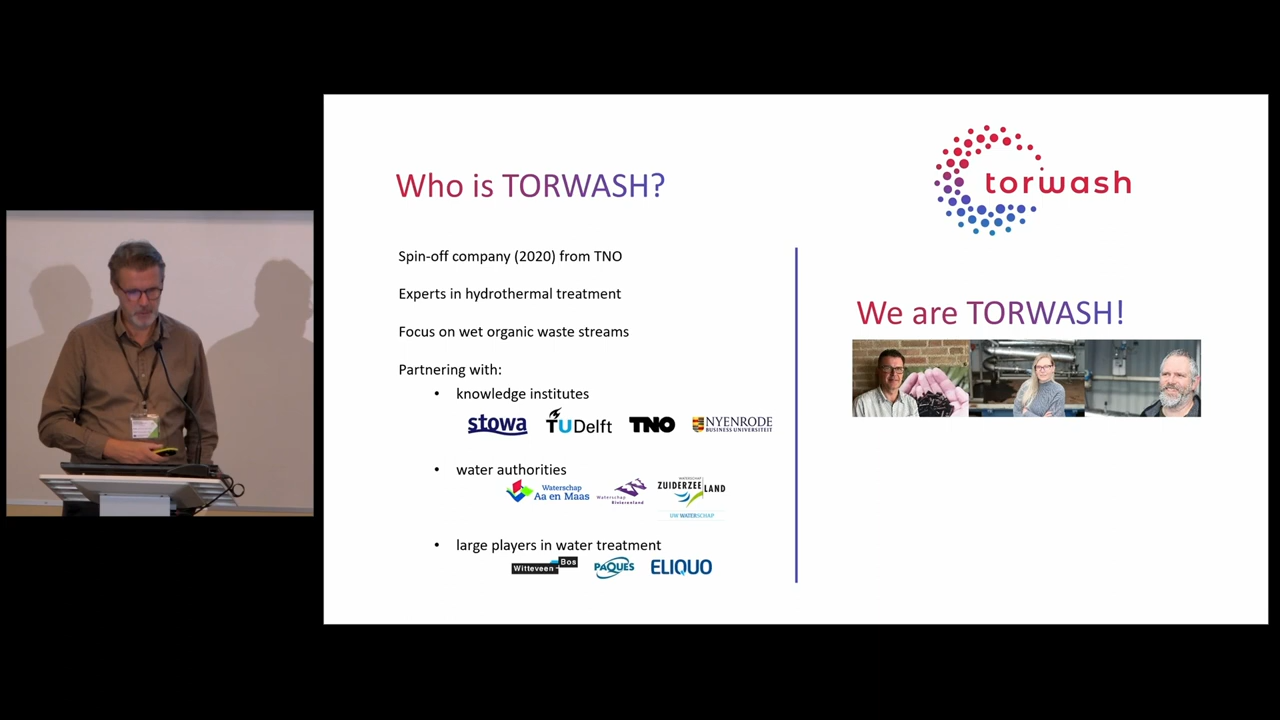 Who is TORWASH?
Spin-off company (2020) from TNO
Experts in hydrothermal treatment
Focus on wet organic waste streams
Partnering with:
• knowledge institutes
stowa TUDelft TNO NYENRODE
BUSINESS UNIVERSITEIT
• water authorities
Waterschap
Aa en Maas
Waterschap
Rivierenland
WATERSCHAP
ZUIDERZEELAND
UW WATERSCHAP
• large players in water treatment
Witteveen+Bos PAQUES ELIQUO
torwash
We are TORWASH!